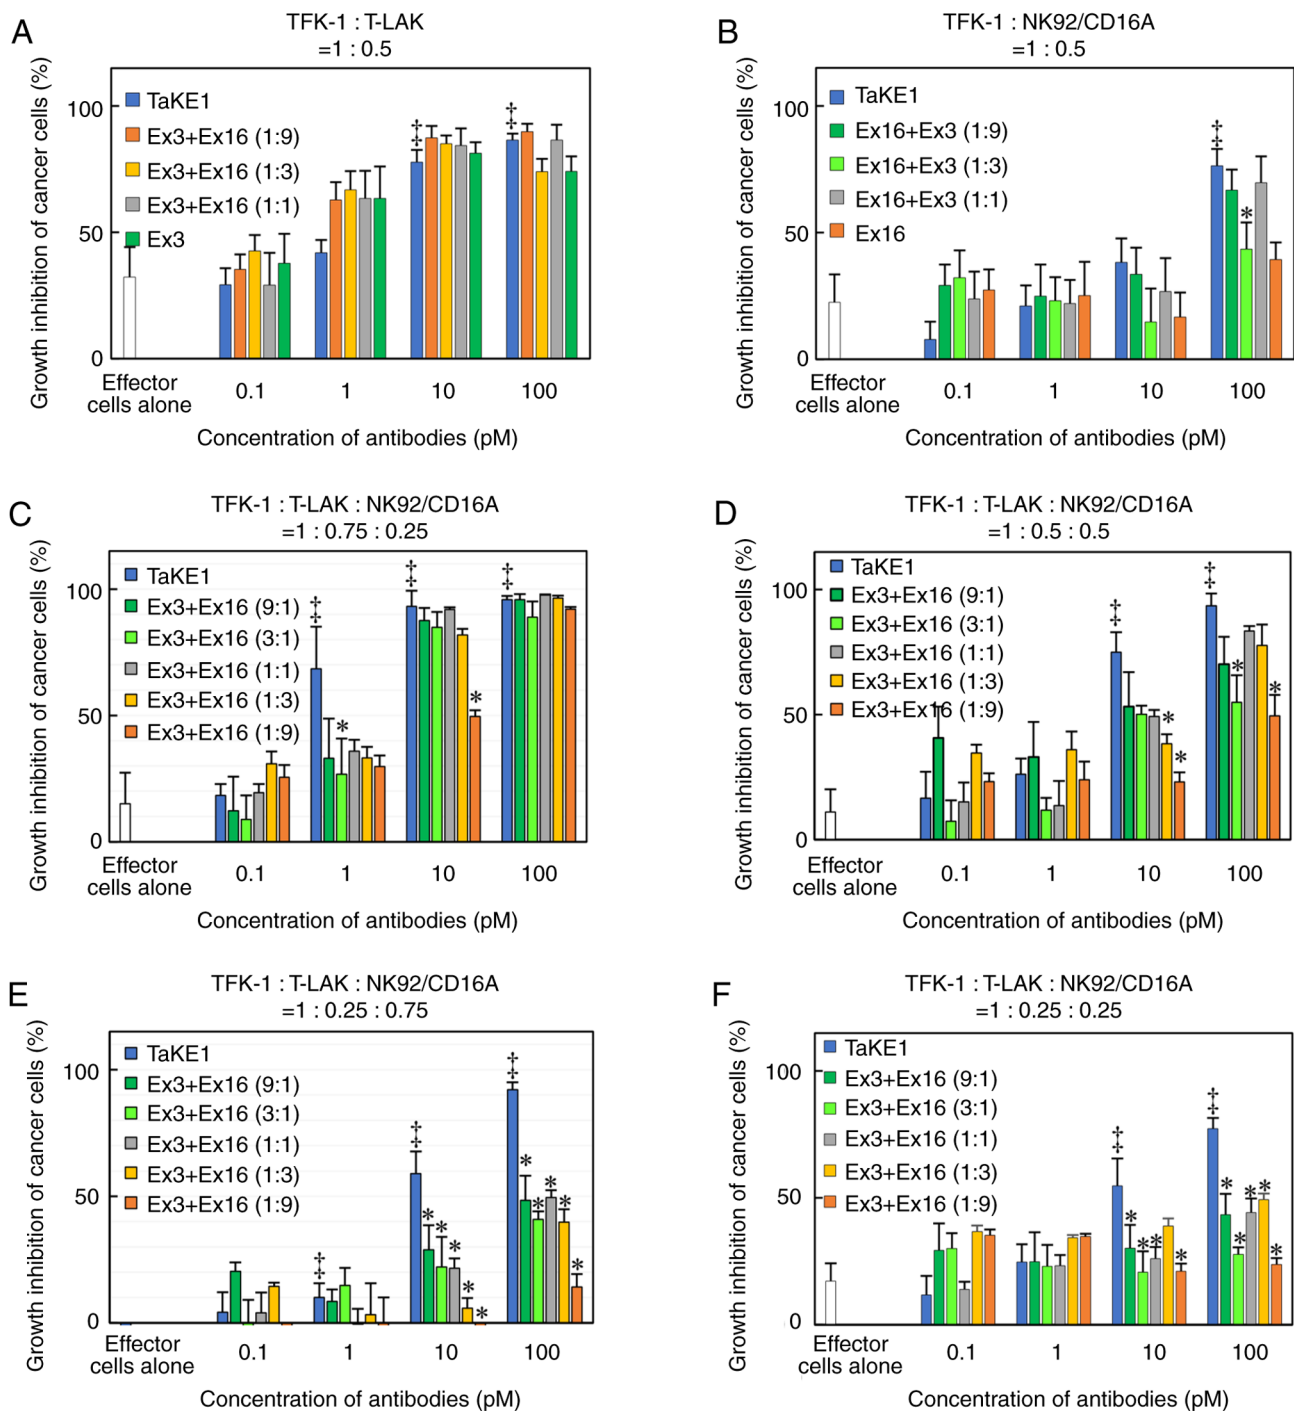 A
TFK-1 : T-LAK
=1 : 0.5
Growth inhibition of cancer cells (%)
100
50
0
TaKE1
Ex3+Ex16 (1:9)
Ex3+Ex16 (1:3)
Ex3+Ex16 (1:1)
Ex3
‡
‡
Effector
cells alone
0.1 1 10 100
Concentration of antibodies (pM)
B
TFK-1 : NK92/CD16A
=1 : 0.5
Growth inhibition of cancer cells (%)
100
50
0
TaKE1
Ex16+Ex3 (1:9)
Ex16+Ex3 (1:3)
Ex16+Ex3 (1:1)
Ex16
‡
*
Effector
cells alone
0.1 1 10 100
Concentration of antibodies (pM)
C
TFK-1 : T-LAK : NK92/CD16A
=1 : 0.75 : 0.25
Growth inhibition of cancer cells (%)
100
50
0
TaKE1
Ex3+Ex16 (9:1)
Ex3+Ex16 (3:1)
Ex3+Ex16 (1:1)
Ex3+Ex16 (1:3)
Ex3+Ex16 (1:9)
‡ *
‡ *
‡
Effector
cells alone
0.1 1 10 100
Concentration of antibodies (pM)
D
TFK-1 : T-LAK : NK92/CD16A
=1 : 0.5 : 0.5
Growth inhibition of cancer cells (%)
100
50
0
TaKE1
Ex3+Ex16 (9:1)
Ex3+Ex16 (3:1)
Ex3+Ex16 (1:1)
Ex3+Ex16 (1:3)
Ex3+Ex16 (1:9)
‡ * *
‡ * *
Effector
cells alone
0.1 1 10 100
Concentration of antibodies (pM)
E
TFK-1 : T-LAK : NK92/CD16A
=1 : 0.25 : 0.75
Growth inhibition of cancer cells (%)
100
50
0
TaKE1
Ex3+Ex16 (9:1)
Ex3+Ex16 (3:1)
Ex3+Ex16 (1:1)
Ex3+Ex16 (1:3)
Ex3+Ex16 (1:9)
‡
‡ * * * * *
‡ * * * * *
Effector
cells alone
0.1 1 10 100
Concentration of antibodies (pM)
F
TFK-1 : T-LAK : NK92/CD16A
=1 : 0.25 : 0.25
Growth inhibition of cancer cells (%)
100
50
0
TaKE1
Ex3+Ex16 (9:1)
Ex3+Ex16 (3:1)
Ex3+Ex16 (1:1)
Ex3+Ex16 (1:3)
Ex3+Ex16 (1:9)
‡ * * * *
‡ * * * * *
Effector
cells alone
0.1 1 10 100
Concentration of antibodies (pM)